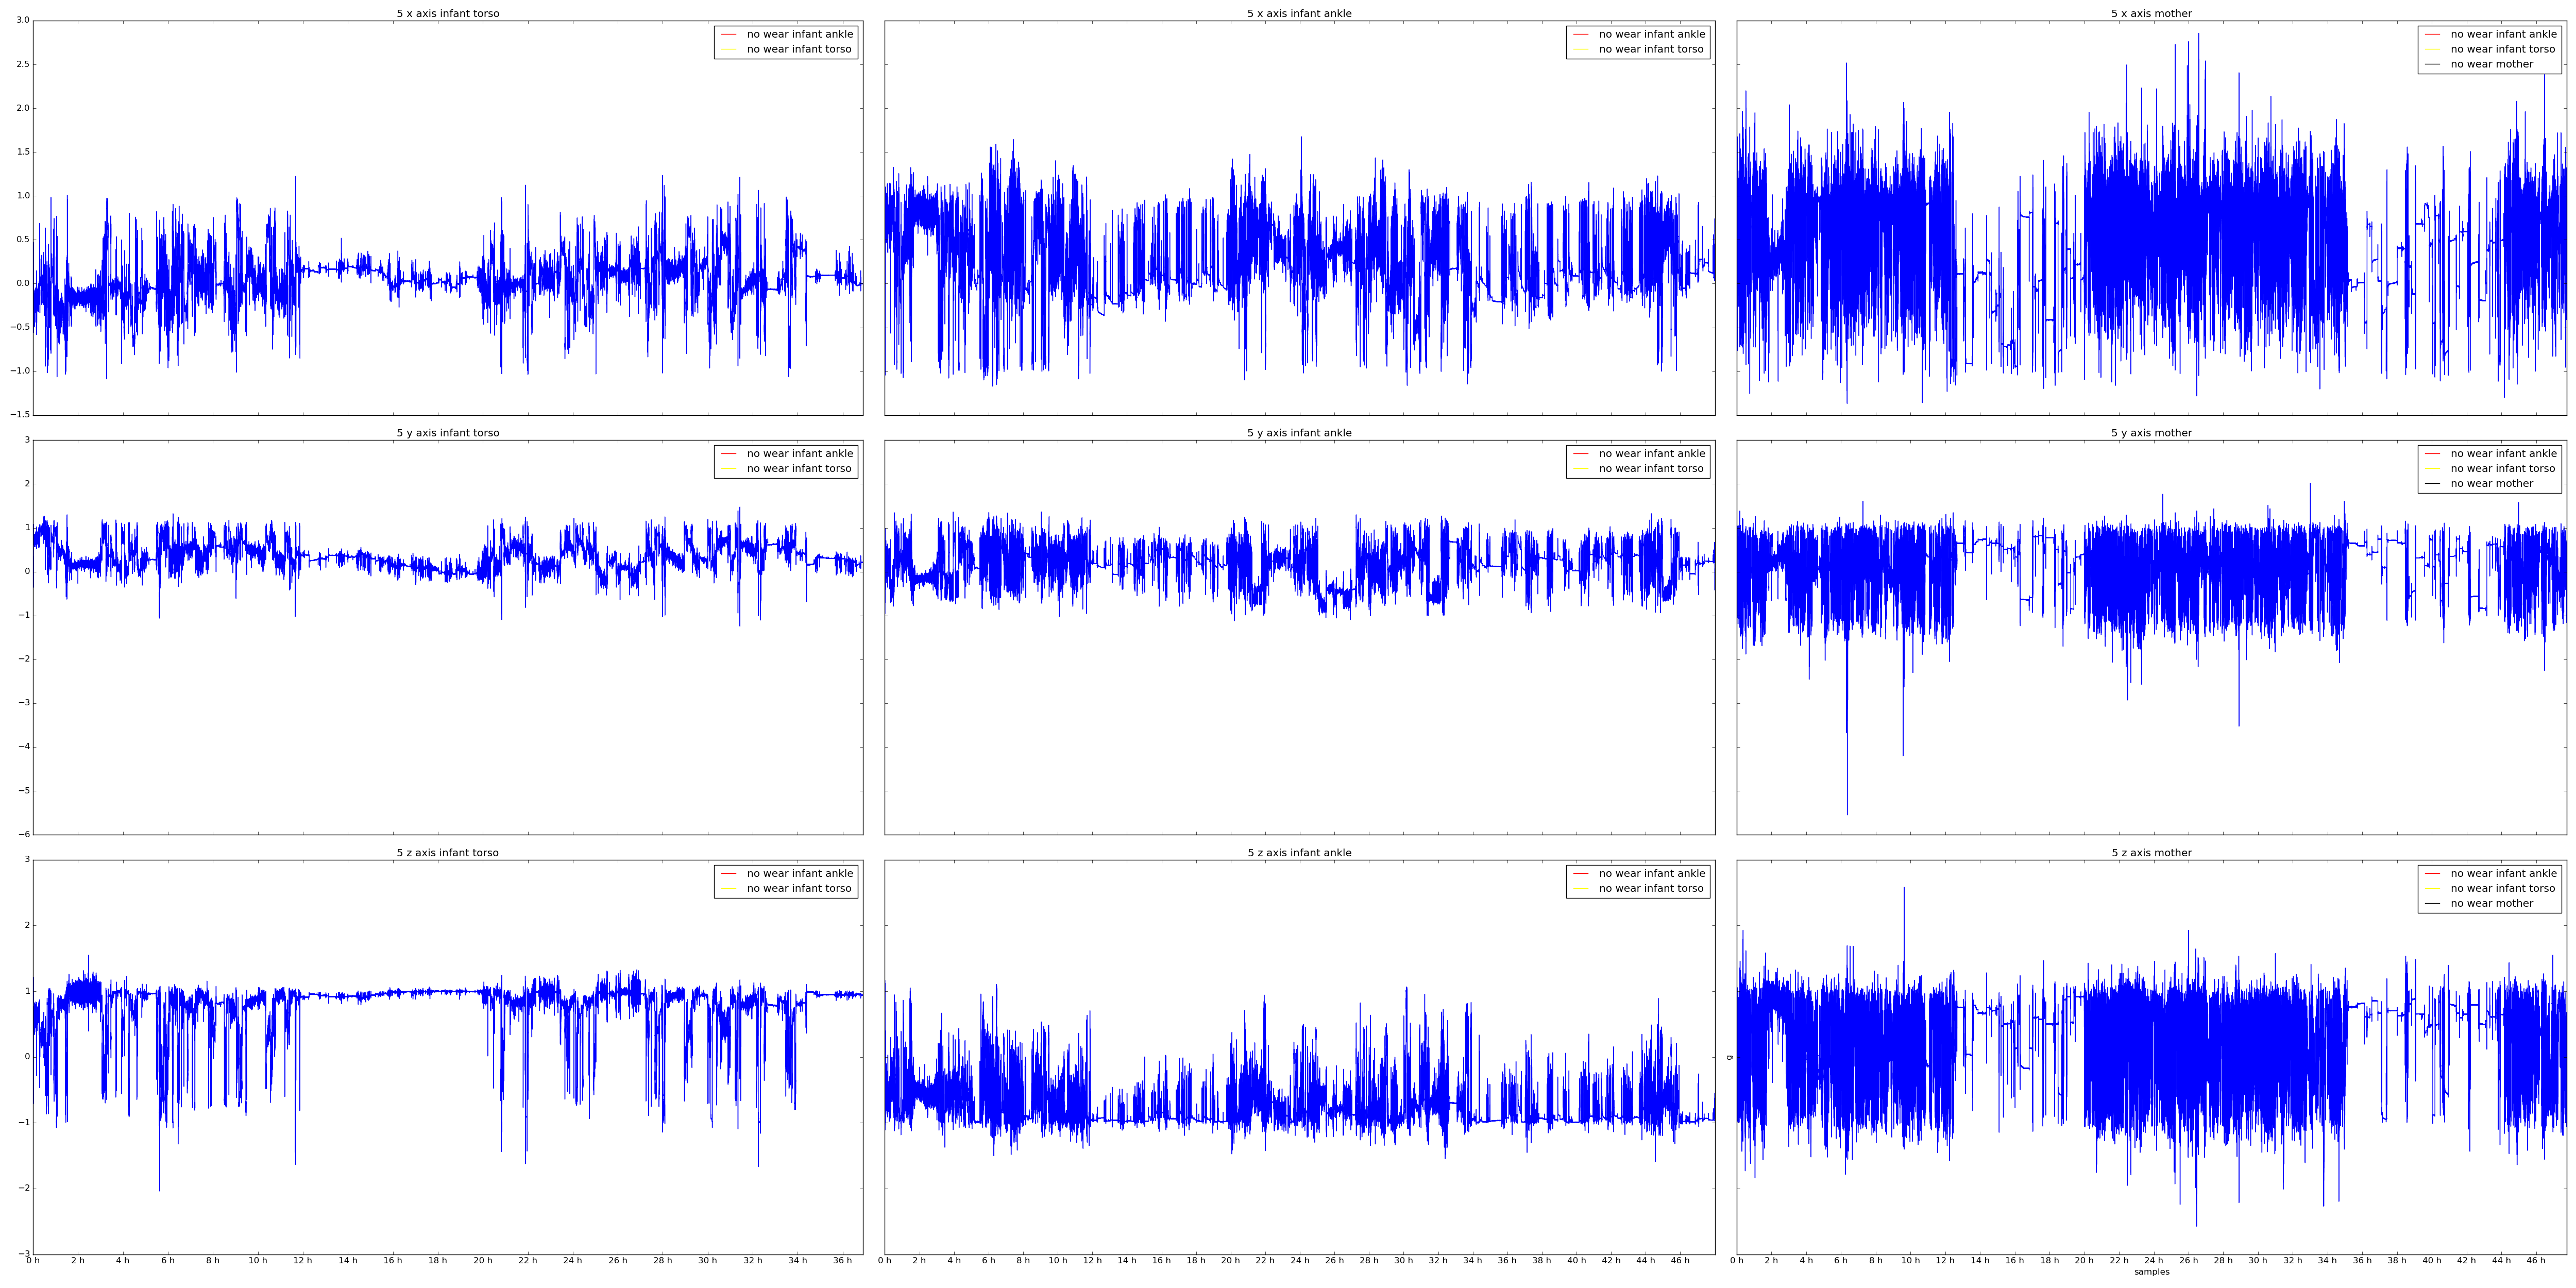 5 x axis infant torso
3.0
2.5
2.0
1.5
1.0
0.5
0.0
−0.5
−1.0
−1.5
no wear infant ankle
no wear infant torso
5 x axis infant ankle
no wear infant ankle
no wear infant torso
5 x axis mother
no wear infant ankle
no wear infant torso
no wear mother
5 y axis infant torso
3
2
1
0
−1
−2
−3
−4
−5
−6
no wear infant ankle
no wear infant torso
5 y axis infant ankle
no wear infant ankle
no wear infant torso
5 y axis mother
no wear infant ankle
no wear infant torso
no wear mother
5 z axis infant torso
3
2
1
0
−1
−2
−3
no wear infant ankle
no wear infant torso
0 h 2 h 4 h 6 h 8 h 10 h 12 h 14 h 16 h 18 h 20 h 22 h 24 h 26 h 28 h 30 h 32 h 34 h 36 h
5 z axis infant ankle
no wear infant ankle
no wear infant torso
0 h 2 h 4 h 6 h 8 h 10 h 12 h 14 h 16 h 18 h 20 h 22 h 24 h 26 h 28 h 30 h 32 h 34 h 36 h 38 h 40 h 42 h 44 h 46 h
5 z axis mother
no wear infant ankle
no wear infant torso
no wear mother
g
0 h 2 h 4 h 6 h 8 h 10 h 12 h 14 h 16 h 18 h 20 h 22 h 24 h 26 h 28 h 30 h 32 h 34 h 36 h 38 h 40 h 42 h 44 h 46 h
samples